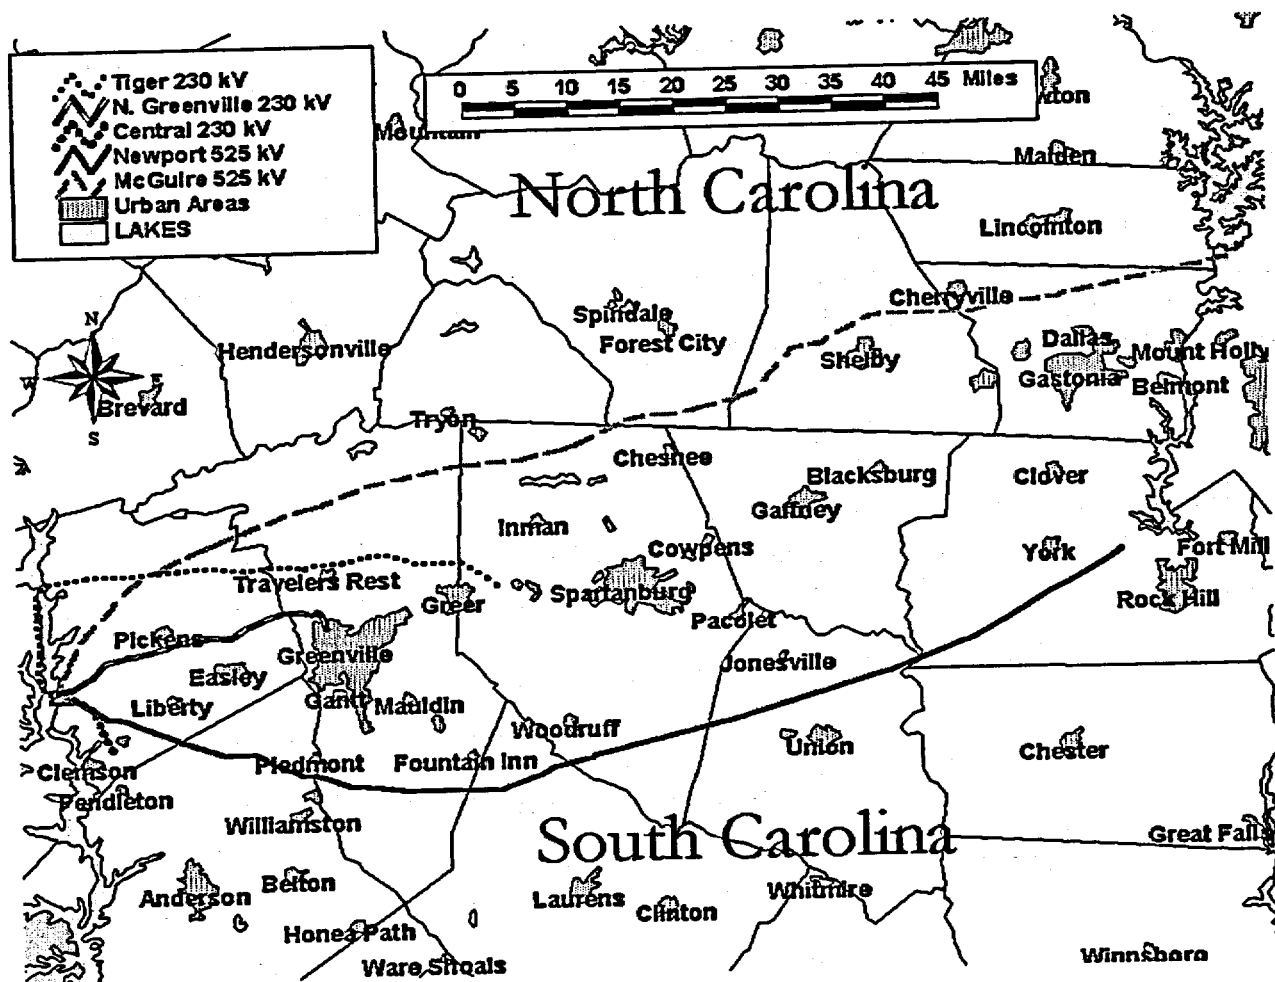 Tiger 230 kV
N. Greenville 230 kV
Central 230 kV
Newport 525 kV
McGuire 525 kV
Urban Areas
LAKES
0 5 10 15 20 25 30 35 40 45 Miles
Mountain
Maiden
North Carolina
Lincolnton
Cherryville
Spindale
Forest City
Hendersonville
Shelby
Dallas
Mount Holly
Gastonia
Belmont
N
W
E
S
Brevard
Tryon
Chesnee
Blacksburg
Clover
Gaffney
Inman
Cowpens
York
Fort Mill
Travelers Rest
Greer
Spartanburg
Rock Hill
Pacolet
Pickens
Greenville
Jonesville
Easley
Liberty
Gantt
Mauldin
Woodruff
Union
Chester
Clemson
Piedmont
Fountain Inn
Pendleton
Williamston
South Carolina
Great Falls
Anderson
Belton
Laurens
Clinton
Whitmire
Honea Path
Ware Shoals
Winnsboro